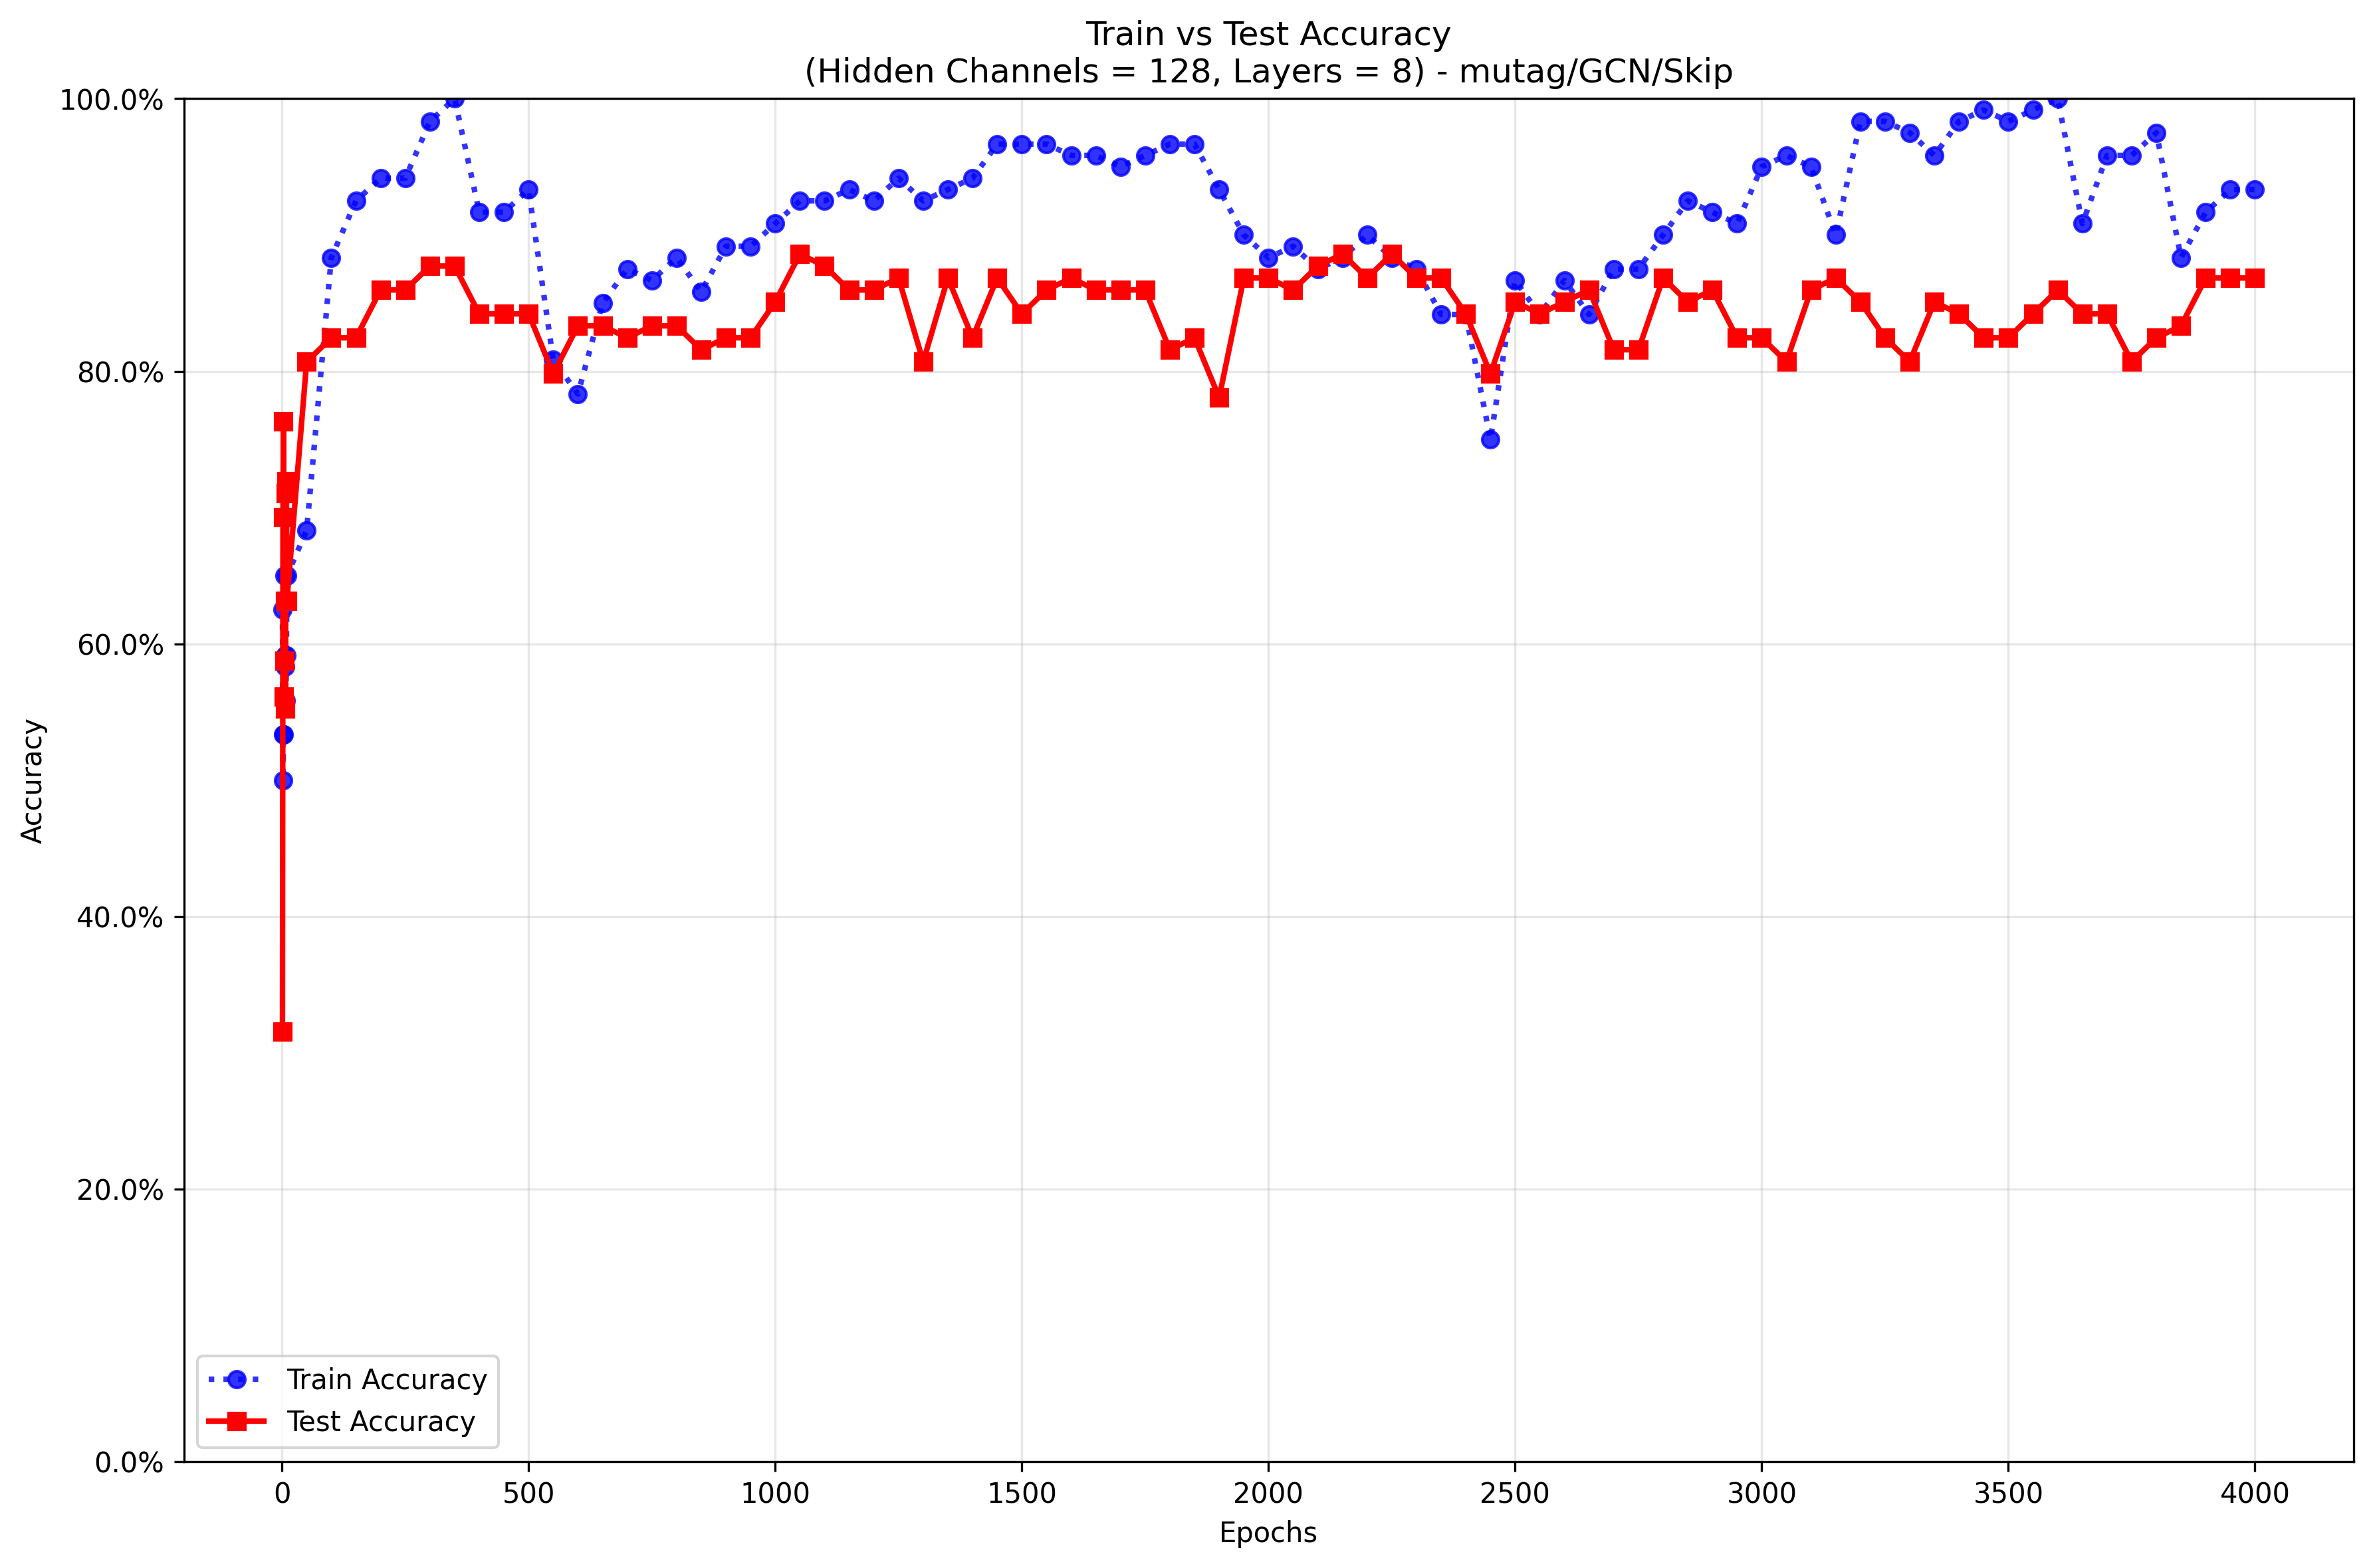 Train vs Test Accuracy
(Hidden Channels = 128, Layers = 8) - mutag/GCN/Skip
100.0%
80.0%
60.0%
40.0%
20.0%
0.0%
Accuracy
Train Accuracy
Test Accuracy
0 500 1000 1500 2000 2500 3000 3500 4000
Epochs